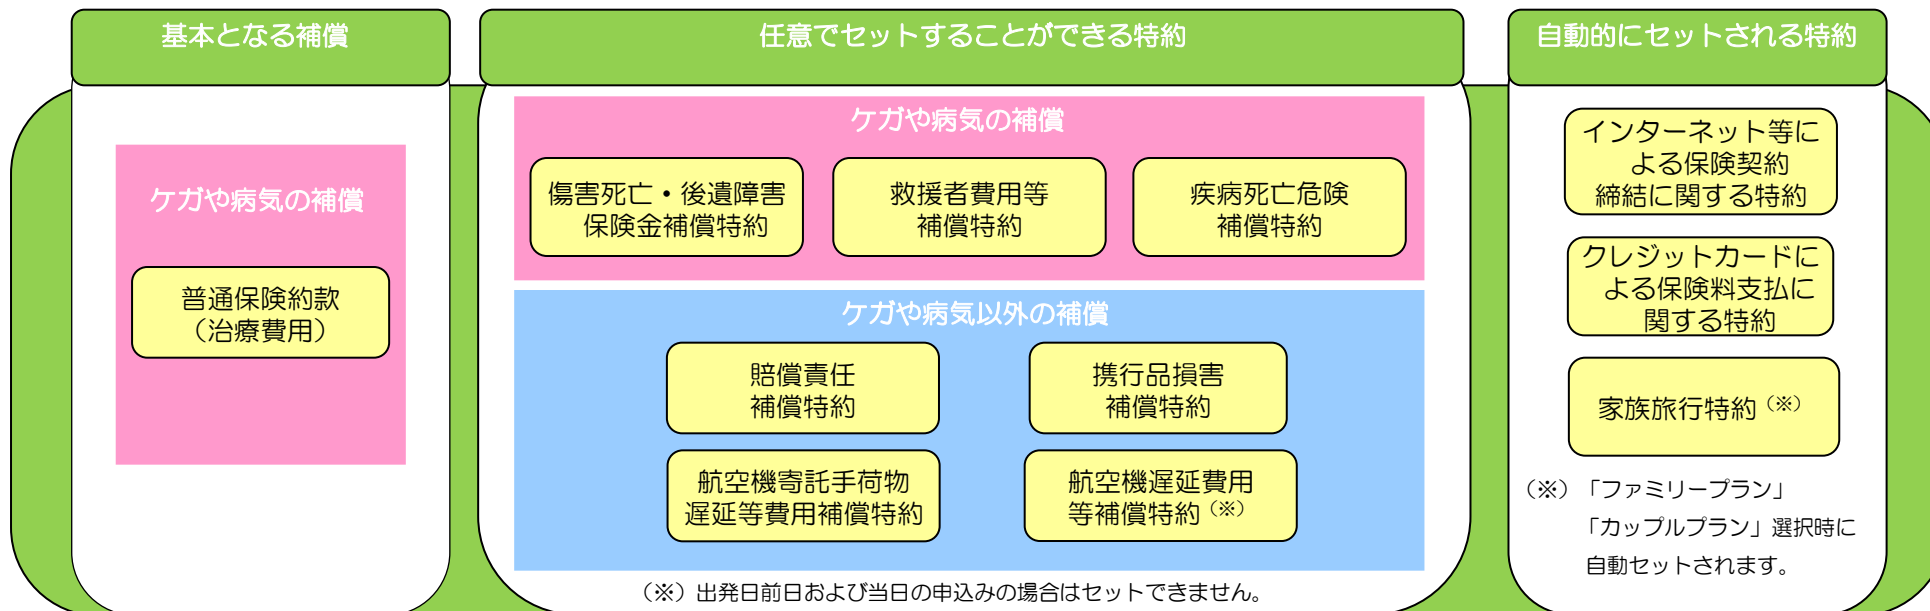 基本となる補償
ケガや病気の補償
普通保険約款
（治療費用）
任意でセットすることができる特約
ケガや病気の補償
傷害死亡・後遺障害
保険金補償特約
救援者費用等
補償特約
疾病死亡危険
補償特約
ケガや病気以外の補償
賠償責任
補償特約
携行品損害
補償特約
航空機寄託手荷物
遅延等費用補償特約
航空機遅延費用
等補償特約（※）
（※）出発日前日および当日の申込みの場合はセットできません。
自動的にセットされる特約
インターネット等に
よる保険契約
締結に関する特約
クレジットカードに
よる保険料支払に
関する特約
家族旅行特約（※）
（※）「ファミリープラン」
「カップルプラン」選択時に
自動セットされます。